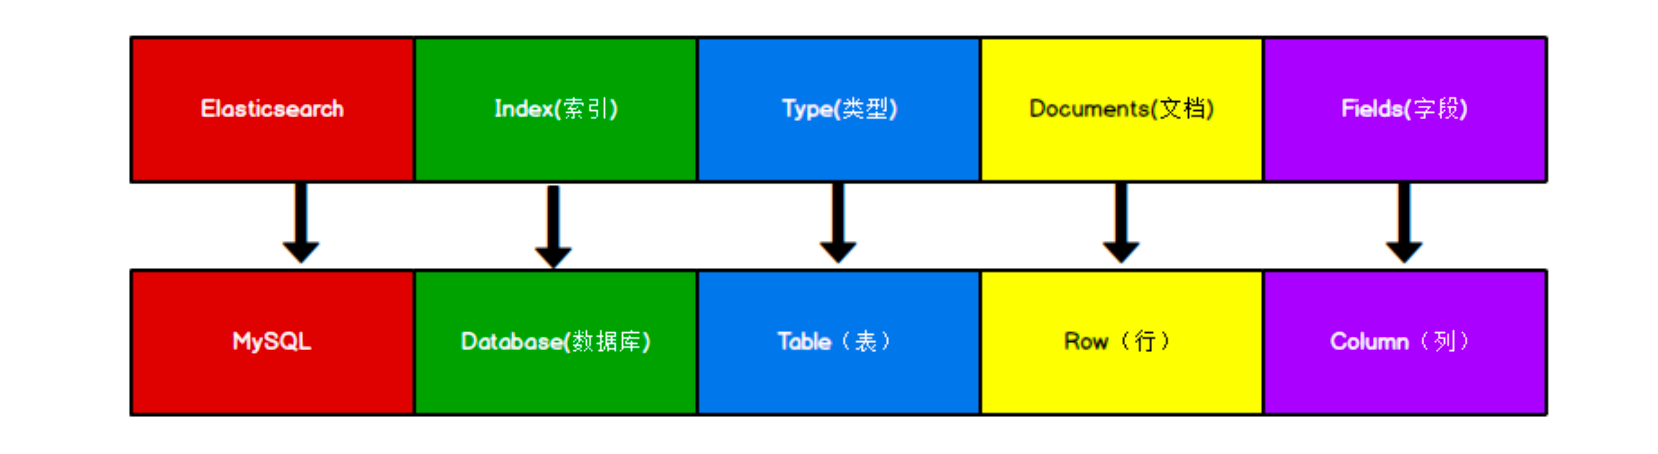 Elasticsearch
Index(索引)
Type(类型)
Documents(文档)
Fields(字段)
MySQL
Database(数据库)
Table（表）
Row（行）
Column（列）